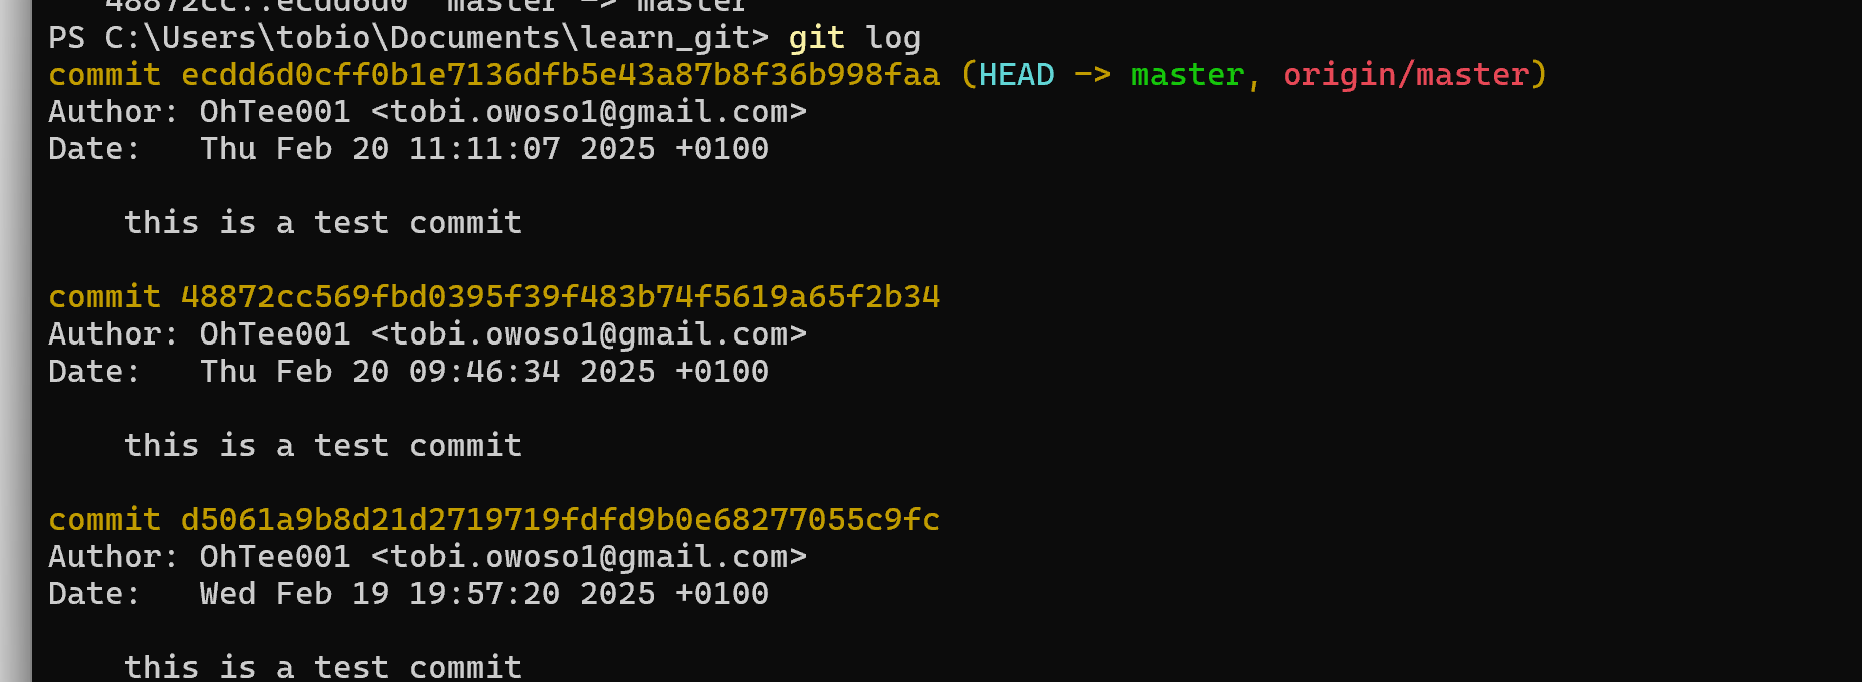 48872cc..ecdd6d0  master -> master
PS C:\Users\tobio\Documents\learn_git> git log
commit ecdd6d0cff0b1e7136dfb5e43a87b8f36b998faa (HEAD -> master, origin/master)
Author: OhTee001 <tobi.owoso1@gmail.com>
Date:   Thu Feb 20 11:11:07 2025 +0100
this is a test commit
commit 48872cc569fbd0395f39f483b74f5619a65f2b34
Author: OhTee001 <tobi.owoso1@gmail.com>
Date:   Thu Feb 20 09:46:34 2025 +0100
this is a test commit
commit d5061a9b8d21d2719719fdfd9b0e68277055c9fc
Author: OhTee001 <tobi.owoso1@gmail.com>
Date:   Wed Feb 19 19:57:20 2025 +0100
this is a test commit